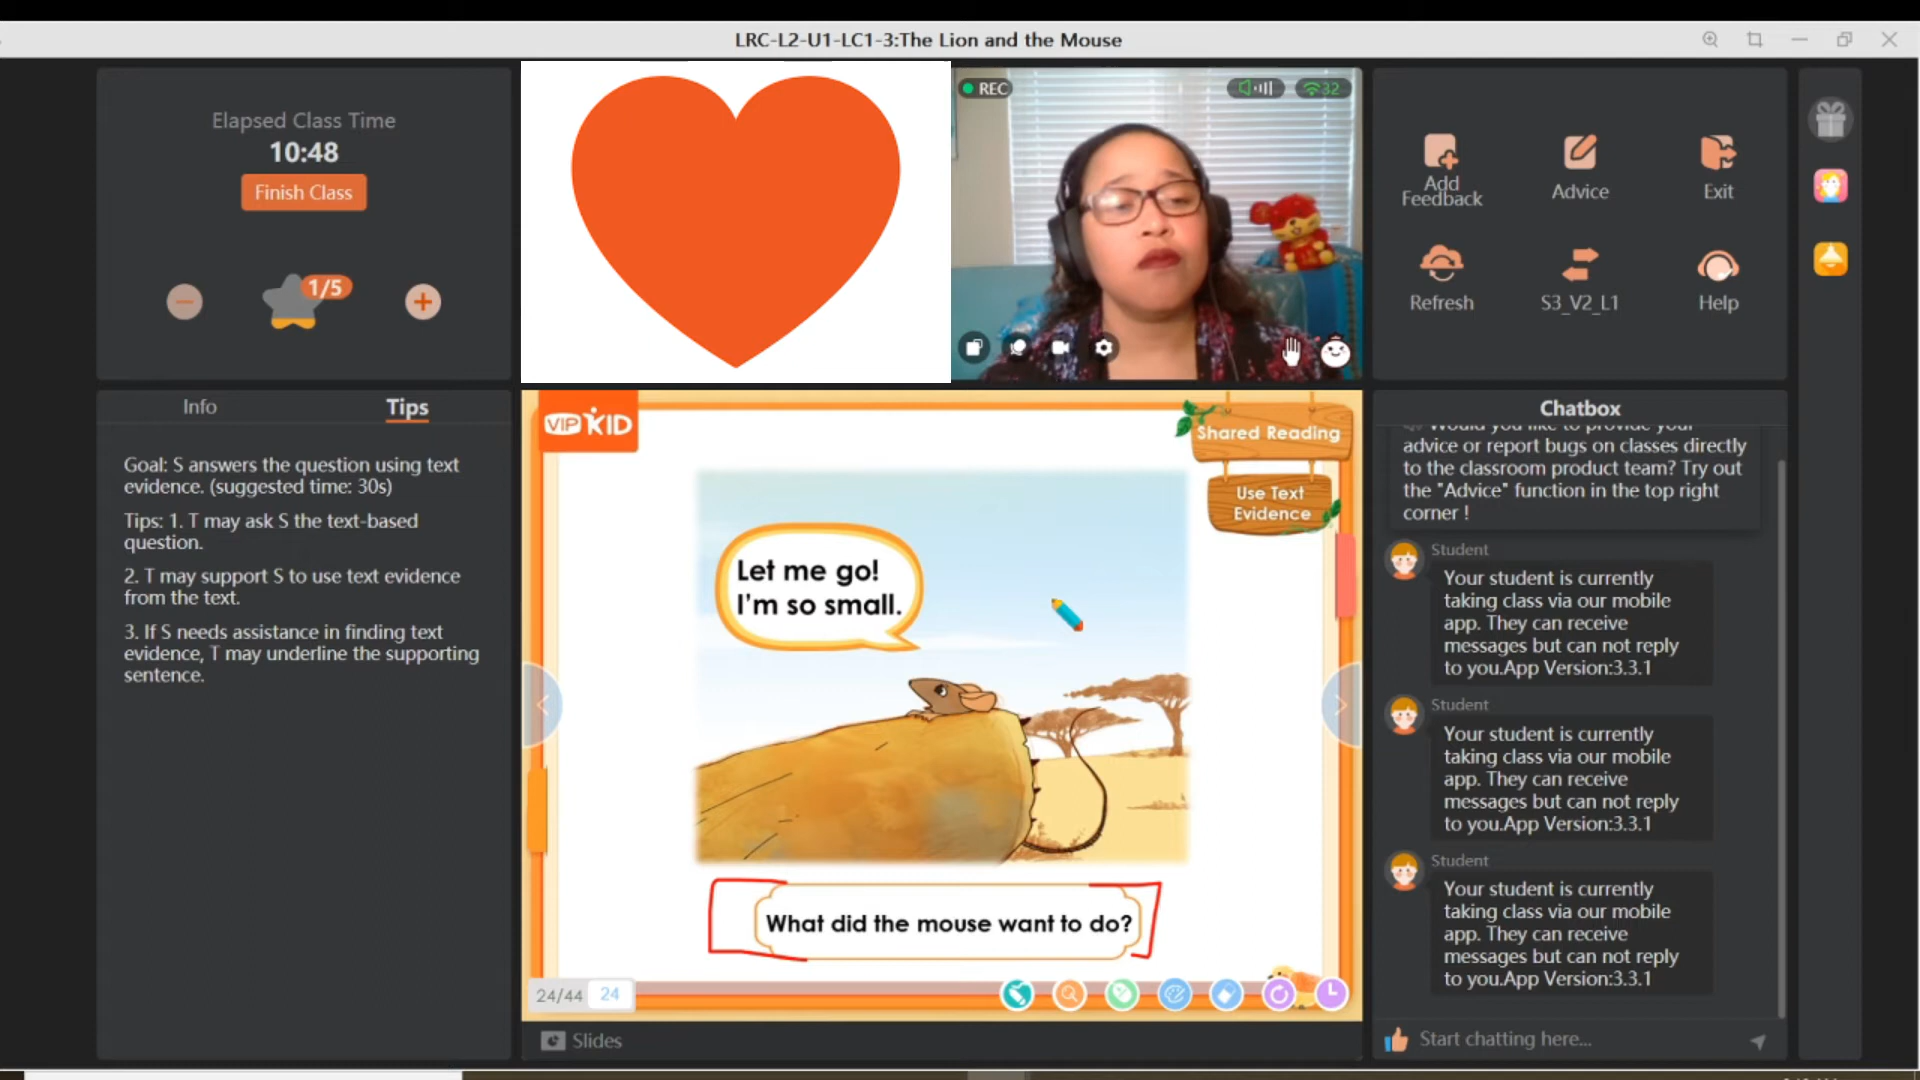 LRC-L2-U1-LC1-3:The Lion and the Mouse
Elapsed Class Time
10:48
Finish Class
1/5
REC
32
Add
Feedback
Advice
Exit
Refresh
S3_V2_L1
Help
Info
Tips
Goal: S answers the question using text
evidence. (suggested time: 30s)
Tips: 1. T may ask S the text-based
question.
2. T may support S to use text evidence
from the text.
3. If S needs assistance in finding text
evidence, T may underline the supporting
sentence.
VIPKID
Shared Reading
Use Text
Evidence
Let me go!
I'm so small.
What did the mouse want to do?
24/44
24
Slides
Chatbox
Would you like to provide your
advice or report bugs on classes directly
to the classroom product team? Try out
the "Advice" function in the top right
corner !
Student
Your student is currently
taking class via our mobile
app. They can receive
messages but can not reply
to you.App Version:3.3.1
Student
Your student is currently
taking class via our mobile
app. They can receive
messages but can not reply
to you.App Version:3.3.1
Student
Your student is currently
taking class via our mobile
app. They can receive
messages but can not reply
to you.App Version:3.3.1
Start chatting here...